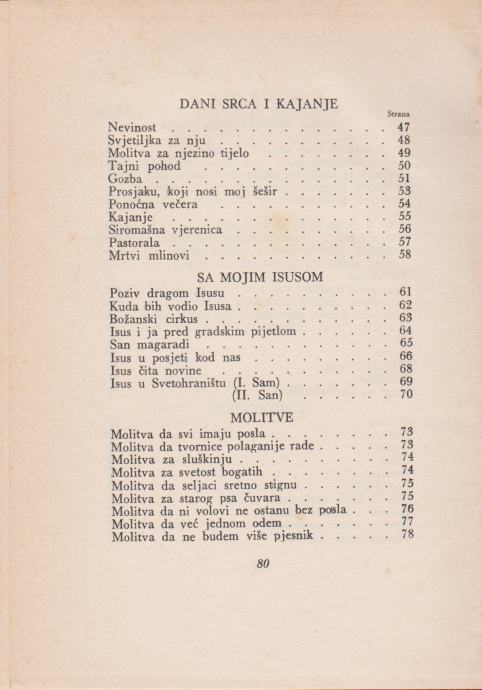 DANI SRCA I KAJANJE
Strana
Nevinost . . . . . . . . . . . 47
Svjetiljka za nju . . . . . . . . . 48
Molitva za njezino tijelo . . . . . . . 49
Tajni pohod . . . . . . . . . 50
Gozba . . . . . . . . . . . . 51
Prosjaku, koji nosi moj šešir . . . . . . 53
Ponoćna večera . . . . . . . . . 54
Kajanje . . . . . . . . . . . 55
Siromašna vjerenica . . . . . . . . 56
Pastorala . . . . . . . . . . . 57
Mrtvi mlinovi . . . . . . . . . 58
SA MOJIM ISUSOM
Poziv dragom Isusu . . . . . . . . 61
Kuda bih vodio Isusa . . . . . . . . 62
Božanski cirkus . . . . . . . . . . 63
Isus i ja pred gradskim pijetlom . . . . . 64
San magaradi . . . . . . . . . 65
Isus u posjeti kod nas . . . . . . . 66
Isus čita novine . . . . . . . . . 68
Isus u Svetohraništu (I. Sam) . . . . . . 69
(II. San) . . . . . 70
MOLITVE
Molitva da svi imaju posla . . . . . . . 73
Molitva da tvornice polaganije rade . . . . . 73
Molitva za sluškinju . . . . . . . . 74
Molitva za svetost bogatih . . . . . . . 74
Molitva da seljaci sretno stignu . . . . . 75
Molitva za starog psa čuvara . . . . . . 75
Molitva da ni volovi ne ostanu bez posla . . . 76
Molitva da već jednom odem . . . . . . 77
Molitva da ne budem više pjesnik . . . . . 78
80